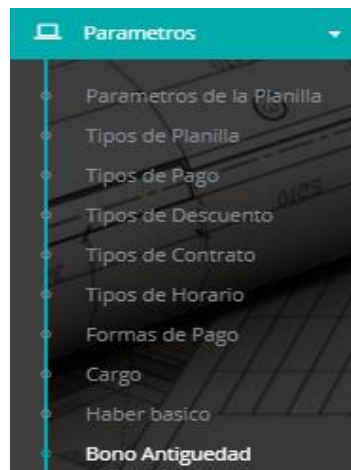 Parametros
Parametros de la Planilla
Tipos de Planilla
Tipos de Pago
Tipos de Descuento
Tipos de Contrato
Tipos de Horario
Formas de Pago
Cargo
Haber basico
Bono Antiguedad